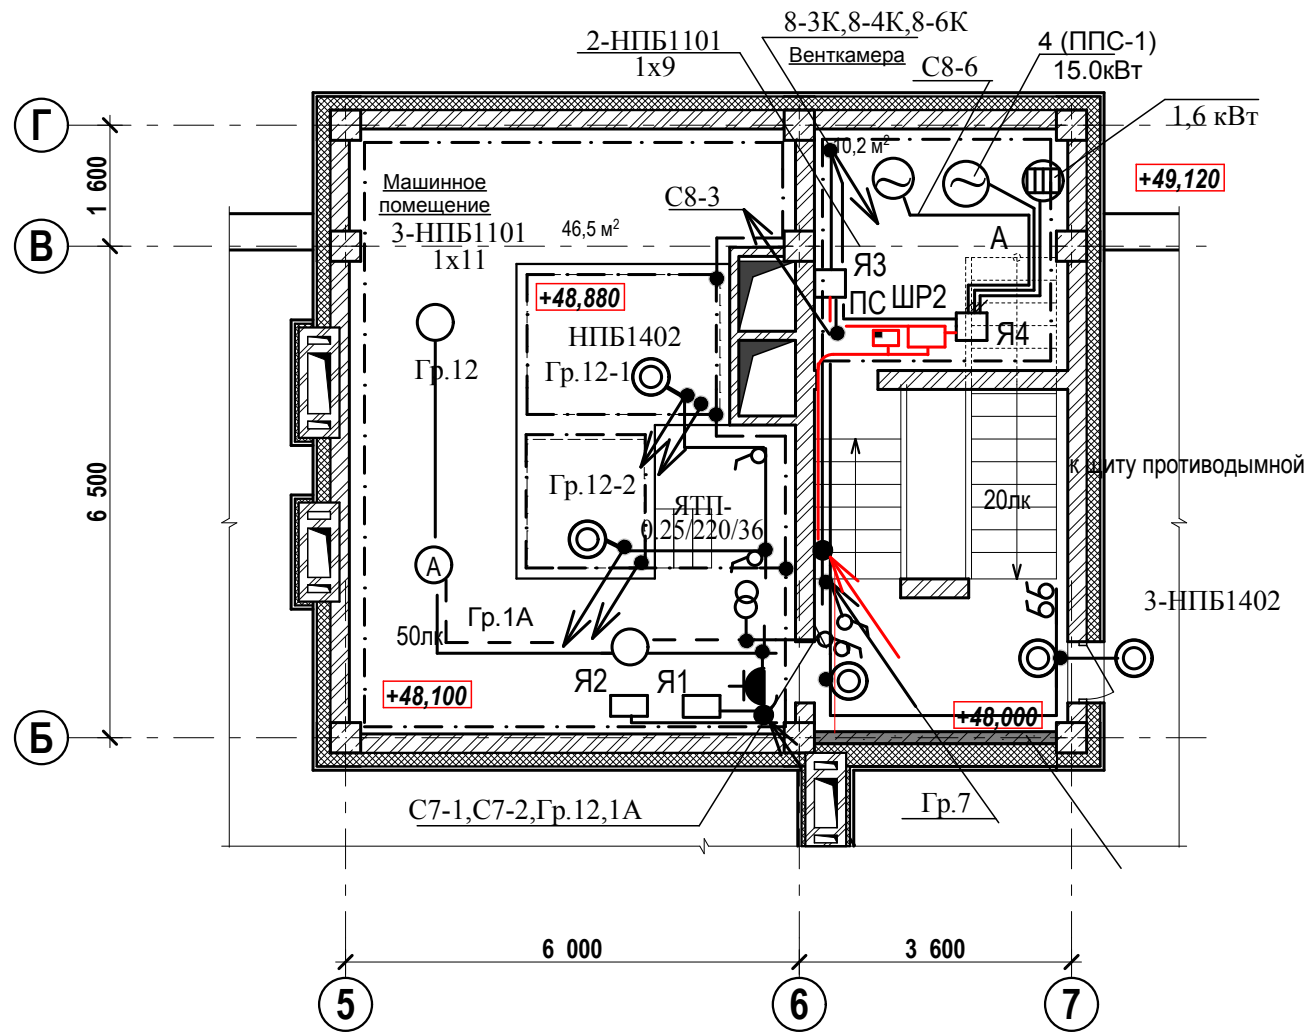 8-3К,8-4К,8-6К
Венткамера
2-НПБ1101
1х9
С8-6
4 (ППС-1)
15.0кВт
1,6 кВт
Г
В
Б
1 600
6 500
Машинное
помещение
3-НПБ1101
1х11
46,5 м²
10,2 м²
С8-3
+49,120
+48,880
НПБ1402
Гр.12
Гр.12-1
Гр.12-2
ЯТП-
0.25/220/36
Я3
ПС
ШР2
А
Я4
к щиту противодымной
20лк
3-НПБ1402
А
Гр.1А
50лк
Я2
Я1
+48,100
+48,000
С7-1,С7-2,Гр.12,1А
Гр.7
6 000
3 600
5
6
7